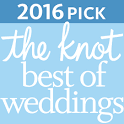 2016 PICK
the knot
best of
weddings